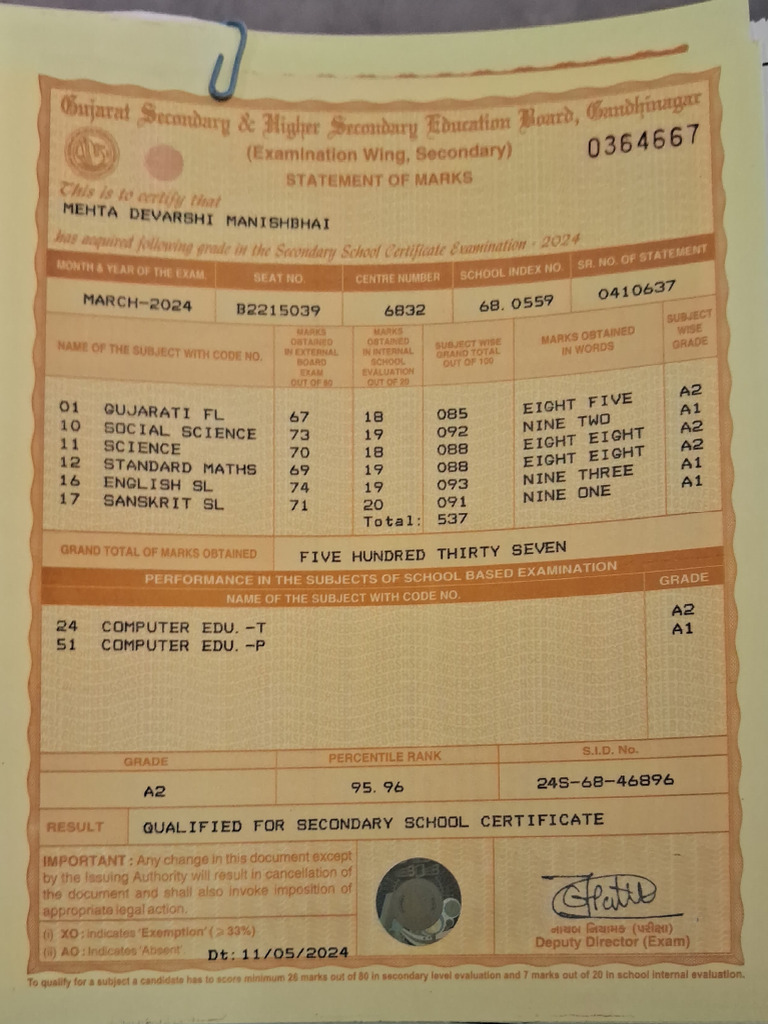 Gujarat Secondary & Higher Secondary Education Board, Gandhinagar
(Examination Wing, Secondary)
0364667
STATEMENT OF MARKS
This is to certify that
MEHTA DEVARSHI MANISHBHAI
has acquired following grade in the Secondary School Certificate Examination - 2024
MONTH & YEAR OF THE EXAM. SEAT NO. CENTRE NUMBER SCHOOL INDEX NO. SR. NO. OF STATEMENT
MARCH-2024 B2215039 6832 68.0559 0410637
NAME OF THE SUBJECT WITH CODE NO. MARKS OBTAINED IN EXTERNAL BOARD EXAM OUT OF 80 MARKS OBTAINED IN INTERNAL SCHOOL EVALUATION OUT OF 20 SUBJECT WISE GRAND TOTAL OUT OF 100 MARKS OBTAINED IN WORDS SUBJECT WISE GRADE
01 GUJARATI FL 67 18 085 EIGHT FIVE A2
10 SOCIAL SCIENCE 73 19 092 NINE TWO A1
11 SCIENCE 70 18 088 EIGHT EIGHT A2
12 STANDARD MATHS 69 19 088 EIGHT EIGHT A2
16 ENGLISH SL 74 19 093 NINE THREE A1
17 SANSKRIT SL 71 20 091 NINE ONE A1
Total: 537
GRAND TOTAL OF MARKS OBTAINED FIVE HUNDRED THIRTY SEVEN
PERFORMANCE IN THE SUBJECTS OF SCHOOL BASED EXAMINATION
NAME OF THE SUBJECT WITH CODE NO. GRADE
24 COMPUTER EDU.-T A2
51 COMPUTER EDU.-P A1
GRADE PERCENTILE RANK S.I.D. No.
A2 95.96 24S-68-46896
RESULT QUALIFIED FOR SECONDARY SCHOOL CERTIFICATE
IMPORTANT : Any change in this document except
by the Issuing Authority will result in cancellation
of the document and shall also invoke imposition of
appropriate legal action.
(i) XO : indicates 'Exemption' (≥33%)
(ii) AO : Indicates 'Absent'.
Dt: 11/05/2024
નાયબ નિયામક (પરીક્ષા)
Deputy Director (Exam)
To qualify for a subject a candidate has to score minimum 26 marks out of 80 in secondary level evaluation and 7 marks out of 20 in school internal evaluation.